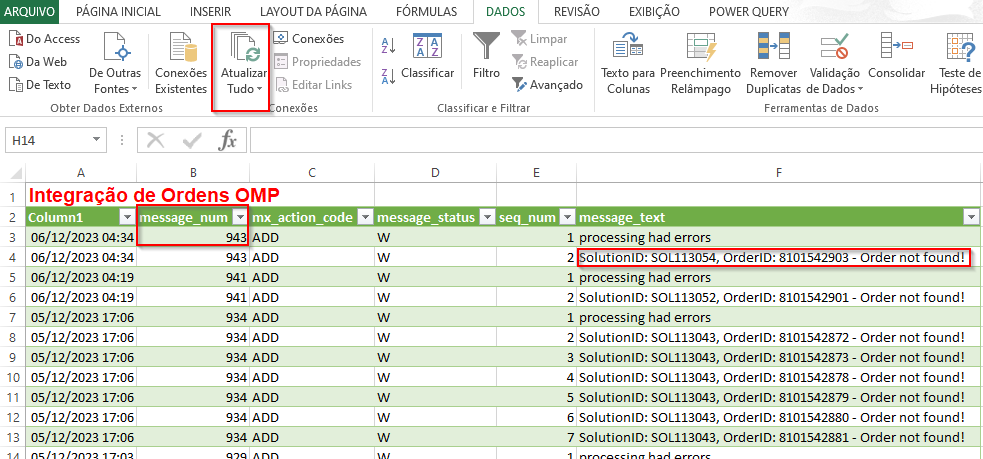 ARQUIVO PÁGINA INICIAL INSERIR LAYOUT DA PÁGINA FÓRMULAS DADOS REVISÃO EXIBIÇÃO POWER QUERY
Do Access
Da Web
De Texto
De Outras Fontes
Conexões Existentes
Obter Dados Externos
Atualizar Tudo
Conexões
Propriedades
Editar Links
Conexões
Classificar
Filtro
Limpar
Reaplicar
Avançado
Classificar e Filtrar
Texto para Colunas
Preenchimento Relâmpago
Remover Duplicatas
Validação de Dados
Consolidar
Teste de Hipóteses
Ferramentas de Dados
H14
A B C D E F
1 Integração de Ordens OMP
2 Column1 message_num mx_action_code message_status seq_num message_text
3 06/12/2023 04:34 943 ADD W 1 processing had errors
4 06/12/2023 04:34 943 ADD W 2 SolutionID: SOL113054, OrderID: 8101542903 - Order not found!
5 06/12/2023 04:19 941 ADD W 1 processing had errors
6 06/12/2023 04:19 941 ADD W 2 SolutionID: SOL113052, OrderID: 8101542901 - Order not found!
7 05/12/2023 17:06 934 ADD W 1 processing had errors
8 05/12/2023 17:06 934 ADD W 2 SolutionID: SOL113043, OrderID: 8101542872 - Order not found!
9 05/12/2023 17:06 934 ADD W 3 SolutionID: SOL113043, OrderID: 8101542873 - Order not found!
10 05/12/2023 17:06 934 ADD W 4 SolutionID: SOL113043, OrderID: 8101542878 - Order not found!
11 05/12/2023 17:06 934 ADD W 5 SolutionID: SOL113043, OrderID: 8101542879 - Order not found!
12 05/12/2023 17:06 934 ADD W 6 SolutionID: SOL113043, OrderID: 8101542880 - Order not found!
13 05/12/2023 17:06 934 ADD W 7 SolutionID: SOL113043, OrderID: 8101542881 - Order not found!
14 05/12/2023 17:03 929 ADD W 1 processing had errors